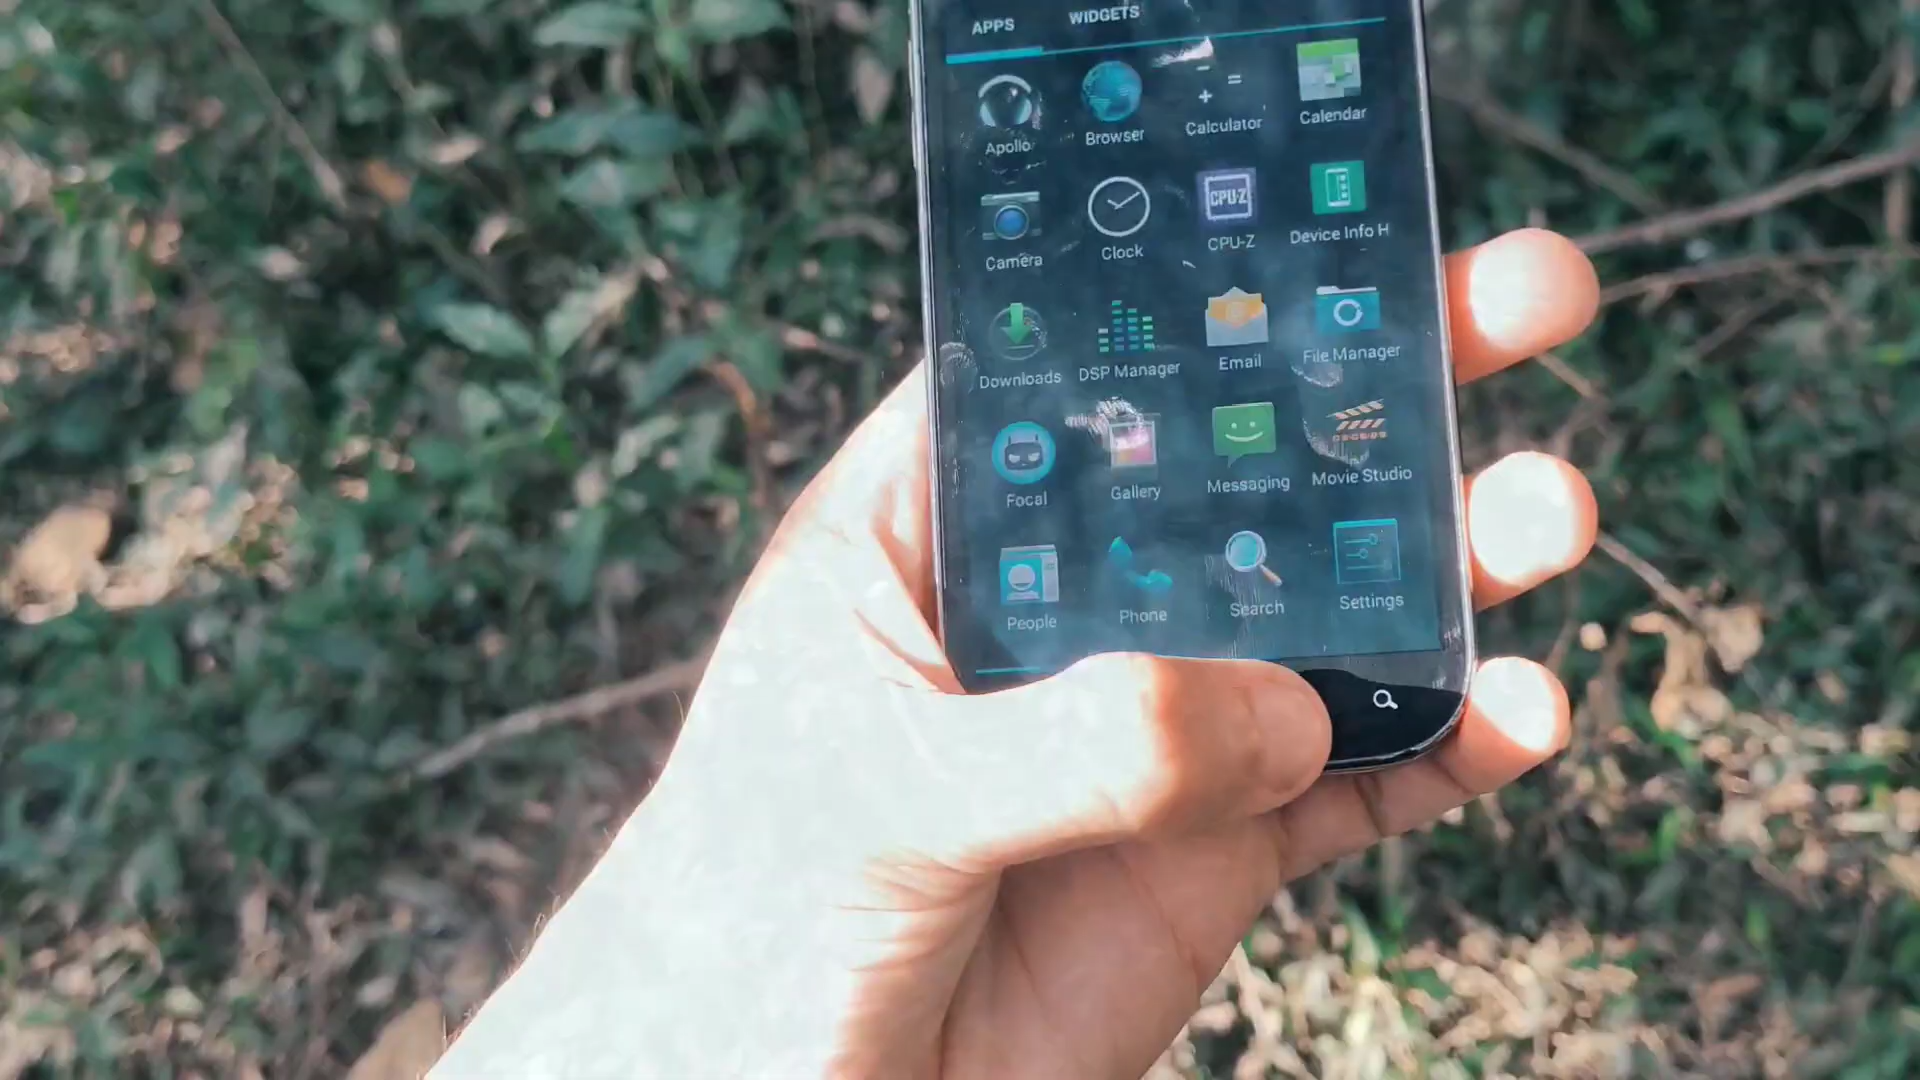 APPS WIDGETS
Apollo Browser Calculator Calendar
Camera Clock CPU-Z Device Info H
CPU-Z
Downloads DSP Manager Email File Manager
Focal Gallery Messaging Movie Studio
People Phone Search Settings